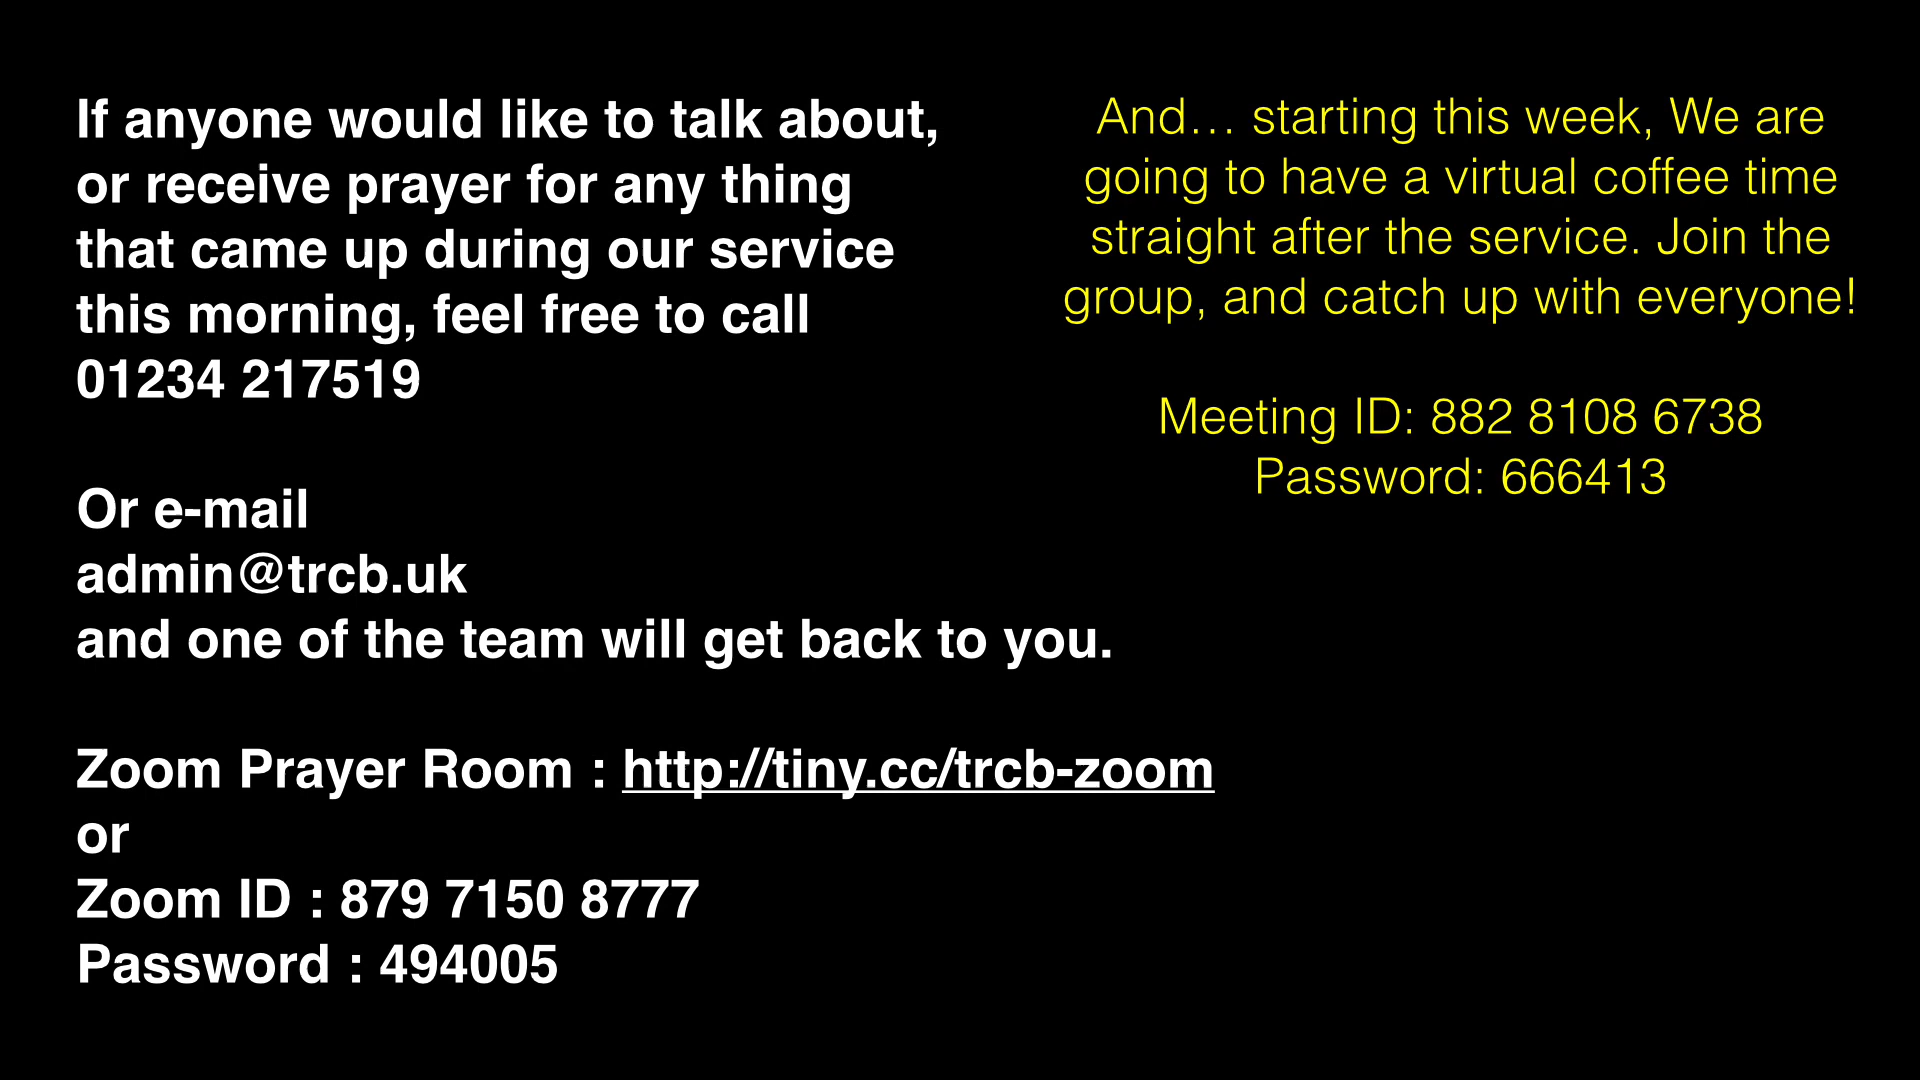 If anyone would like to talk about,
or receive prayer for any thing
that came up during our service
this morning, feel free to call
01234 217519
Or e-mail
admin@trcb.uk
and one of the team will get back to you.
Zoom Prayer Room : http://tiny.cc/trcb-zoom
or
Zoom ID : 879 7150 8777
Password : 494005
And… starting this week, We are
going to have a virtual coffee time
straight after the service. Join the
group, and catch up with everyone!
Meeting ID: 882 8108 6738
Password: 666413